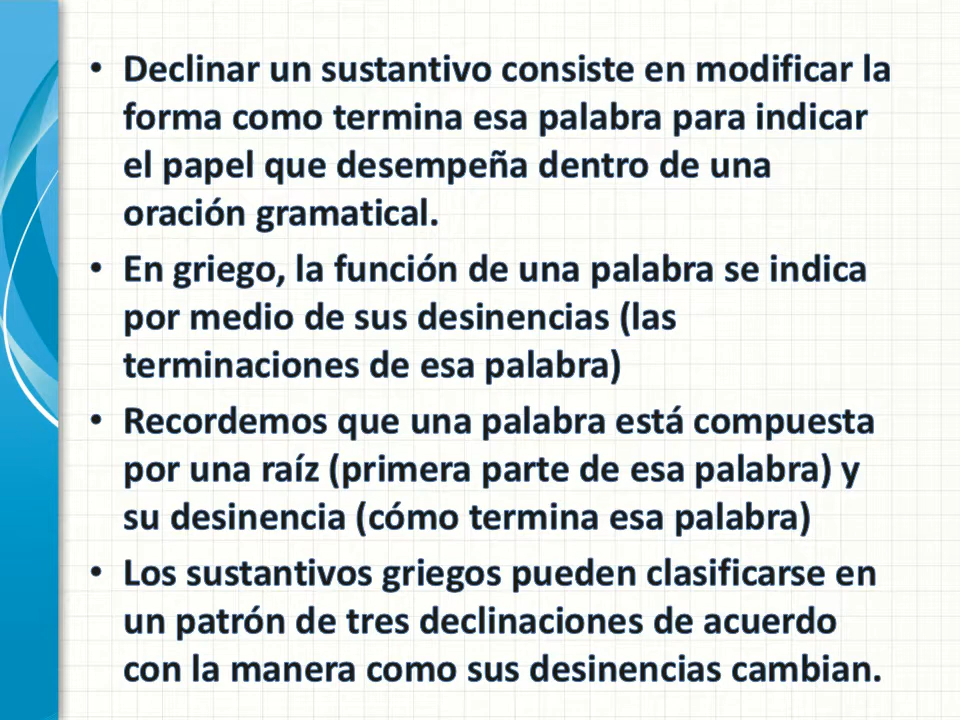 • Declinar un sustantivo consiste en modificar la
forma como termina esa palabra para indicar
el papel que desempeña dentro de una
oración gramatical.
• En griego, la función de una palabra se indica
por medio de sus desinencias (las
terminaciones de esa palabra)
• Recordemos que una palabra está compuesta
por una raíz (primera parte de esa palabra) y
su desinencia (cómo termina esa palabra)
• Los sustantivos griegos pueden clasificarse en
un patrón de tres declinaciones de acuerdo
con la manera como sus desinencias cambian.